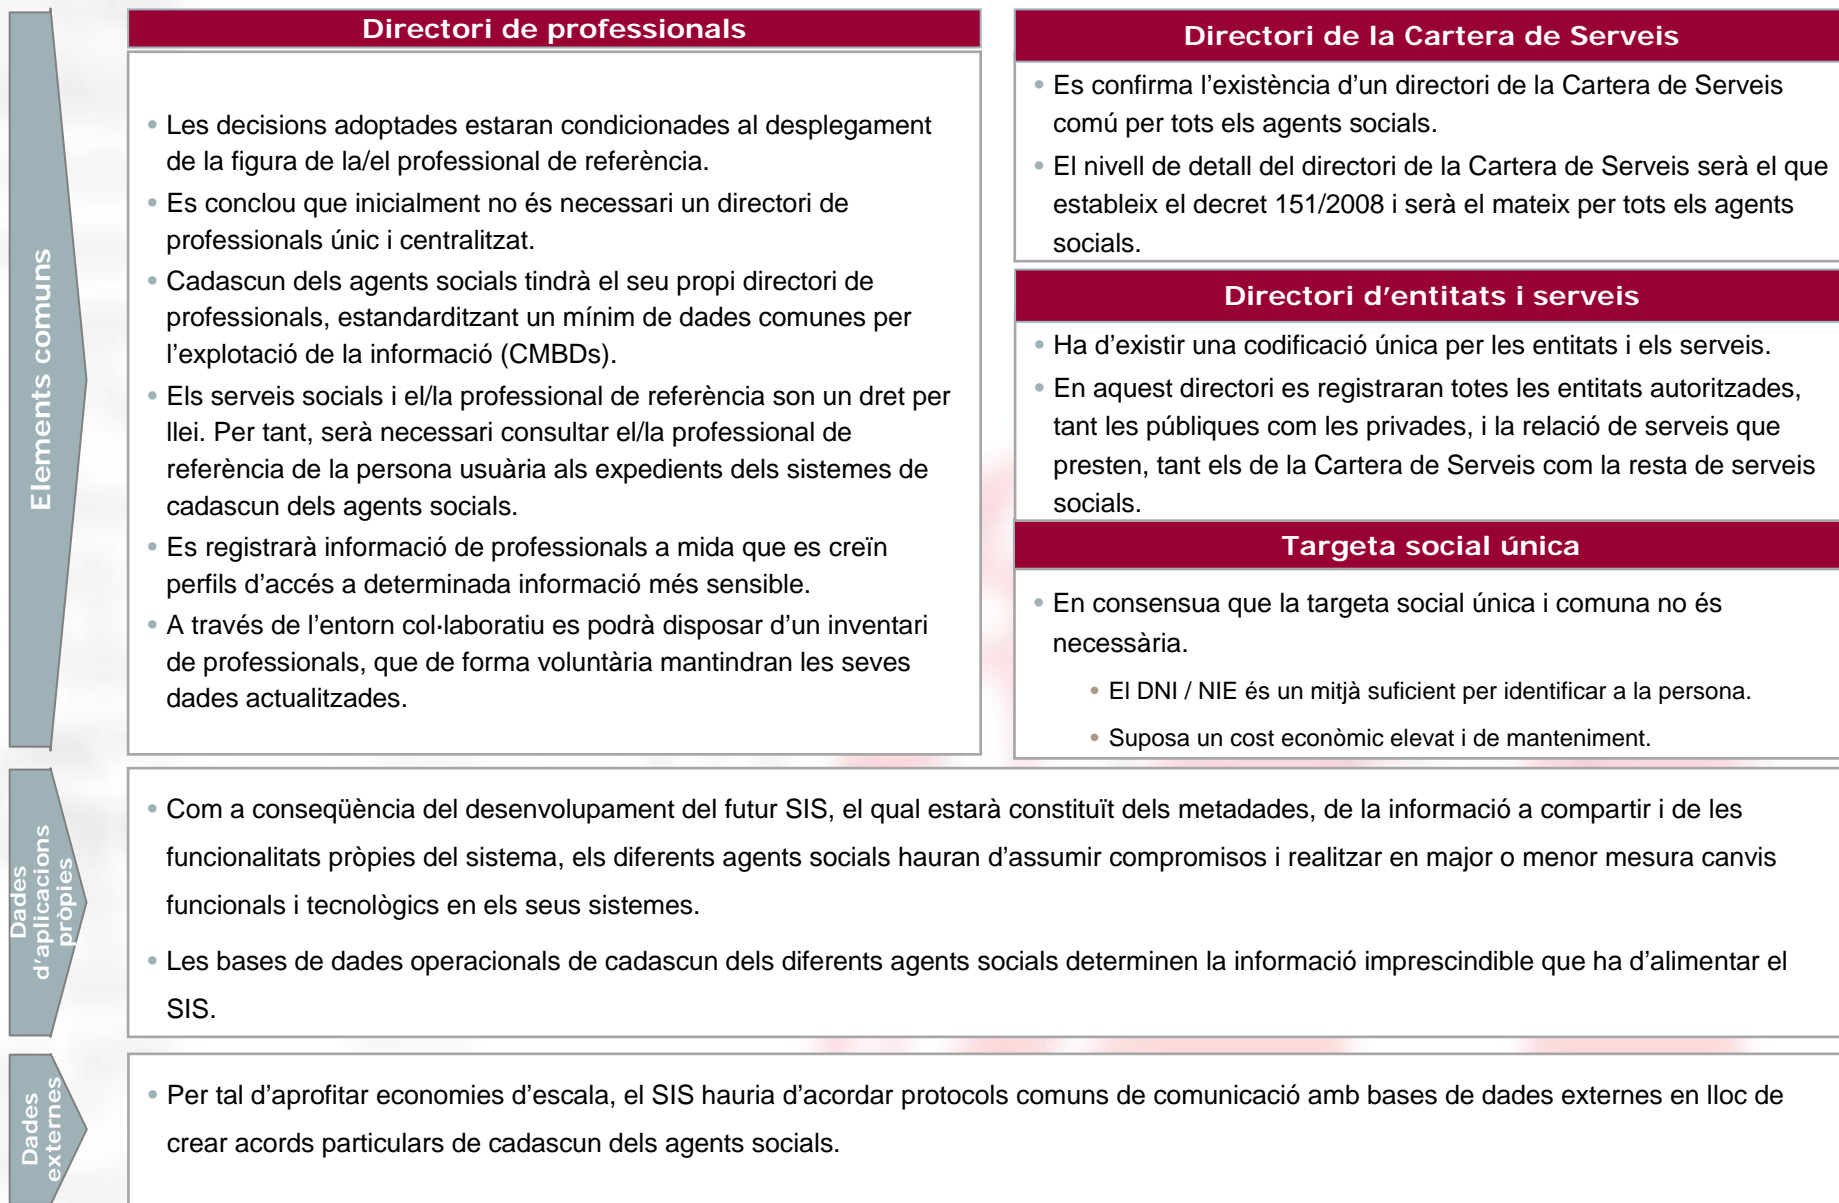 Elements comuns
Directori de professionals
• Les decisions adoptades estaran condicionades al desplegament
de la figura de la/el professional de referència.
• Es conclou que inicialment no és necessari un directori de
professionals únic i centralitzat.
• Cadascun dels agents socials tindrà el seu propi directori de
professionals, estandarditzant un mínim de dades comunes per
l’explotació de la informació (CMBDs).
• Els serveis socials i el/la professional de referència son un dret per
llei. Per tant, serà necessari consultar el/la professional de
referència de la persona usuària als expedients dels sistemes de
cadascun dels agents socials.
• Es registrarà informació de professionals a mida que es creïn
perfils d’accés a determinada informació més sensible.
• A través de l’entorn col·laboratiu es podrà disposar d’un inventari
de professionals, que de forma voluntària mantindran les seves
dades actualitzades.
Directori de la Cartera de Serveis
• Es confirma l’existència d’un directori de la Cartera de Serveis
comú per tots els agents socials.
• El nivell de detall del directori de la Cartera de Serveis serà el que
estableix el decret 151/2008 i serà el mateix per tots els agents
socials.
Directori d’entitats i serveis
• Ha d’existir una codificació única per les entitats i els serveis.
• En aquest directori es registraran totes les entitats autoritzades,
tant les públiques com les privades, i la relació de serveis que
presten, tant els de la Cartera de Serveis com la resta de serveis
socials.
Targeta social única
• En consensua que la targeta social única i comuna no és
necessària.
• El DNI / NIE és un mitjà suficient per identificar a la persona.
• Suposa un cost econòmic elevat i de manteniment.
Dades
d’aplicacions
pròpies
• Com a conseqüència del desenvolupament del futur SIS, el qual estarà constituït dels metadades, de la informació a compartir i de les
funcionalitats pròpies del sistema, els diferents agents socials hauran d’assumir compromisos i realitzar en major o menor mesura canvis
funcionals i tecnològics en els seus sistemes.
• Les bases de dades operacionals de cadascun dels diferents agents socials determinen la informació imprescindible que ha d’alimentar el
SIS.
Dades
externes
• Per tal d’aprofitar economies d’escala, el SIS hauria d’acordar protocols comuns de comunicació amb bases de dades externes en lloc de
crear acords particulars de cadascun dels agents socials.